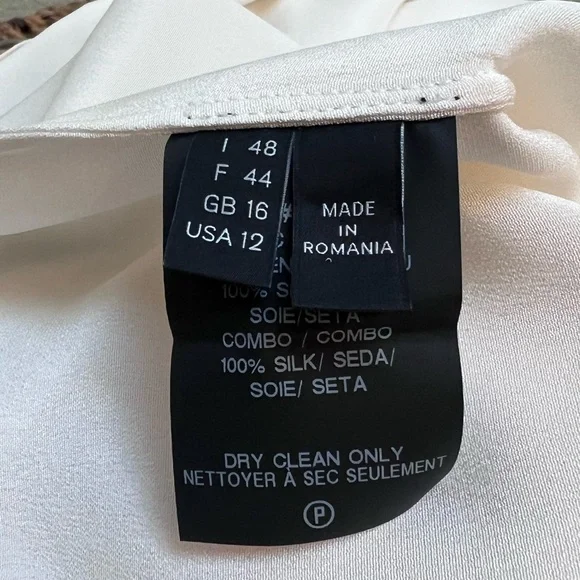 I 48
F 44
GB 16
USA 12
MADE
IN
ROMANIA
100% S
SOIE/SETA
COMBO / COMBO
100% SILK/ SEDA/
SOIE/ SETA
DRY CLEAN ONLY
NETTOYER À SEC SEULEMENT
P